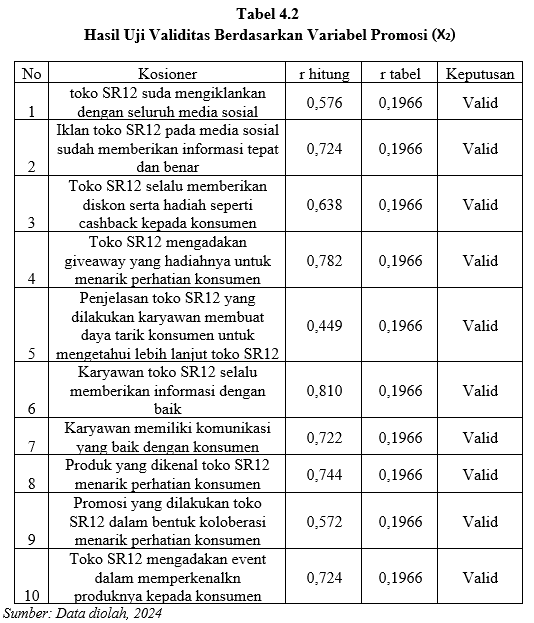 Tabel 4.2
Hasil Uji Validitas Berdasarkan Variabel Promosi (X₂)
No Kosioner r hitung r tabel Keputusan
1 toko SR12 suda mengiklankan dengan seluruh media sosial 0,576 0,1966 Valid
2 Iklan toko SR12 pada media sosial sudah memberikan informasi tepat dan benar 0,724 0,1966 Valid
3 Toko SR12 selalu memberikan diskon serta hadiah seperti cashback kepada konsumen 0,638 0,1966 Valid
4 Toko SR12 mengadakan giveaway yang hadiahnya untuk menarik perhatian konsumen 0,782 0,1966 Valid
5 Penjelasan toko SR12 yang dilakukan karyawan membuat daya tarik konsumen untuk mengetahui lebih lanjut toko SR12 0,449 0,1966 Valid
6 Karyawan toko SR12 selalu memberikan informasi dengan baik 0,810 0,1966 Valid
7 Karyawan memiliki komunikasi yang baik dengan konsumen 0,722 0,1966 Valid
8 Produk yang dikenal toko SR12 menarik perhatian konsumen 0,744 0,1966 Valid
9 Promosi yang dilakukan toko SR12 dalam bentuk koloberasi menarik perhatian konsumen 0,572 0,1966 Valid
10 Toko SR12 mengadakan event dalam memperkenalkn produknya kepada konsumen 0,724 0,1966 Valid
Sumber: Data diolah, 2024